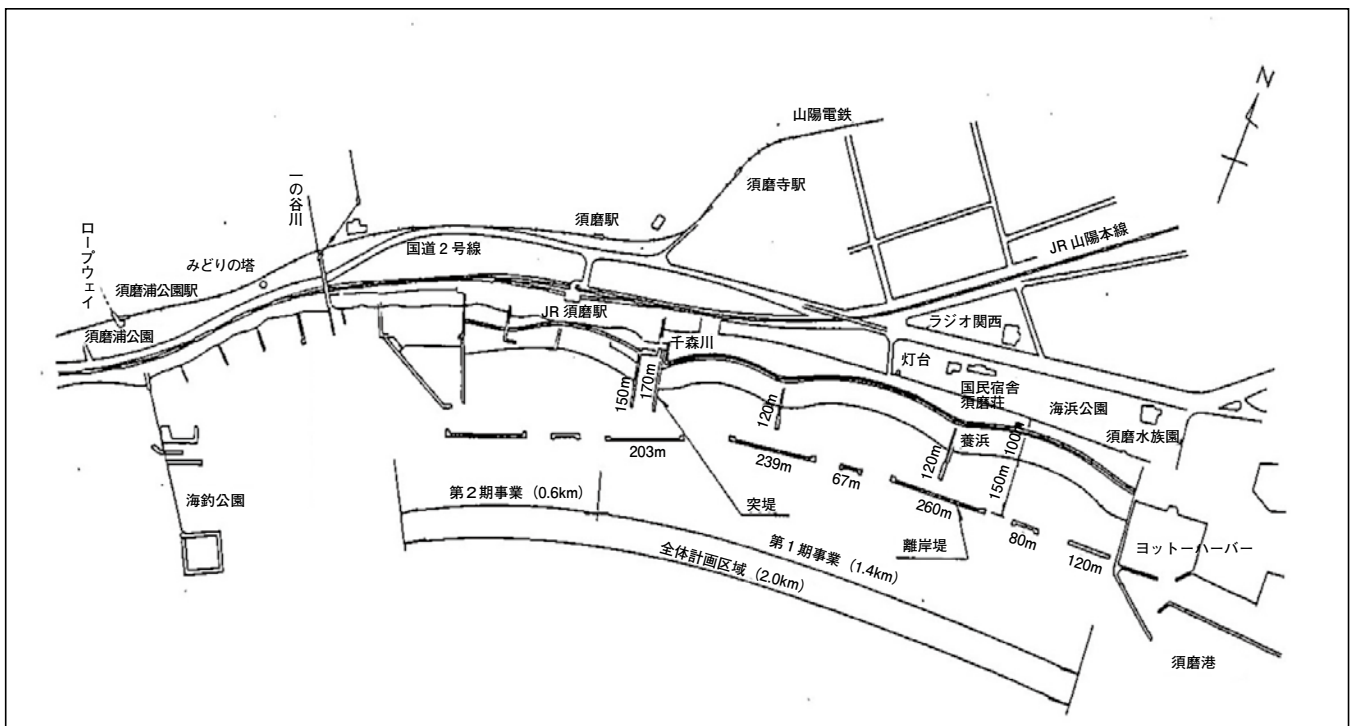 N
山陽電鉄
須磨寺駅
一の谷川
須磨駅
ロープウェイ
国道2号線
JR山陽本線
みどりの塔
須磨浦公園駅
JR須磨駅
ラジオ関西
須磨浦公園
千森川
灯台
国民宿舎
須磨荘
海浜公園
須磨水族園
150m
170m
120m
養浜
120m
100m
150m
203m
239m
67m
260m
80m
120m
海釣公園
突堤
離岸堤
ヨットーハーバー
第2期事業(0.6km)
第1期事業(1.4km)
全体計画区域(2.0km)
須磨港